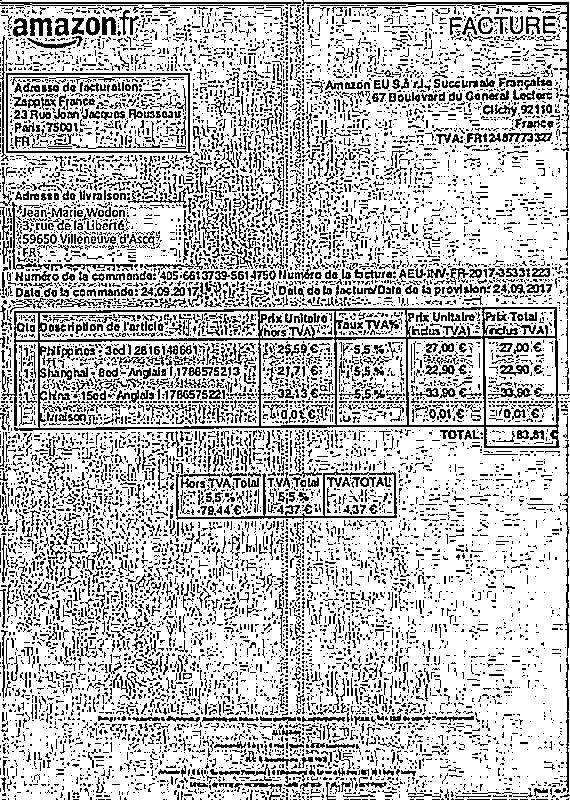 amazon.fr
FACTURE
Adresse de facturation:
Zapptax France
23 Rue Jean Jacques Rousseau
Paris, 75001
FR
Amazon EU S.à r.l., Succursale Française
67 Boulevard du Général Leclerc
Clichy 92110
France
TVA: FR12487773327
Adresse de livraison:
Jean-Marie Wodon
3, rue de la Liberté
59650 Villeneuve d'Ascq
FR
Numéro de la commande: 405-6613739-5614750 Numéro de la facture: AEU-INV-FR-2017-35331223
Date de la commande: 24.09.2017 Date de la facture/Date de la provision: 24.09.2017
Qté Description de l'article Prix Unitaire (hors TVA) Taux TVA% Prix Unitaire (inclus TVA) Prix Total (inclus TVA)
1 Philippines - 3ed | 2816148661 25,59 € 5,5 % 27,00 € 27,00 €
1 Shanghai - 8ed - Anglais | 1786575213 21,71 € 5,5 % 22,90 € 22,90 €
1 China - 15ed - Anglais | 1786575221 32,13 € 5,5 % 33,90 € 33,90 €
Livraison 0,01 € 0,01 € 0,01 €
TOTAL 83,81 €
Hors TVA Total TVA Total TVA TOTAL
5,5 % 5,5 %
79,44 € 4,37 € 4,37 €